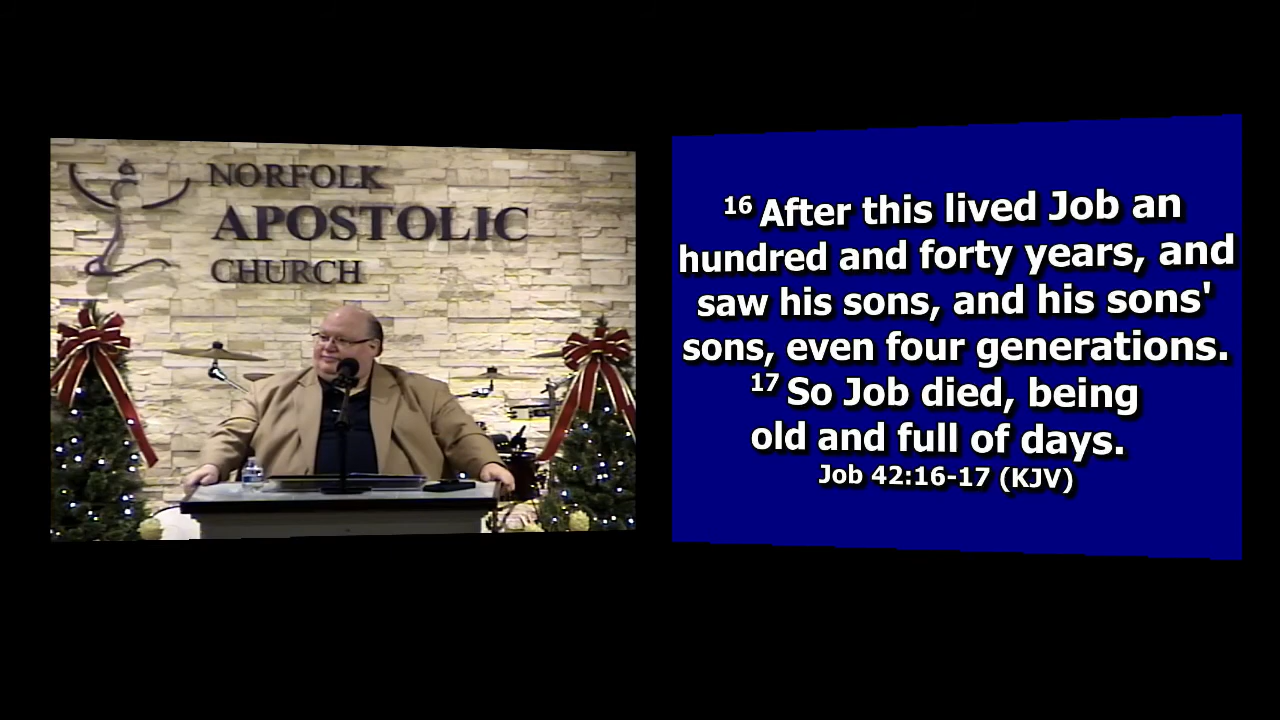 NORFOLK
APOSTOLIC
CHURCH
16 After this lived Job an
hundred and forty years, and
saw his sons, and his sons'
sons, even four generations.
17 So Job died, being
old and full of days.
Job 42:16-17 (KJV)